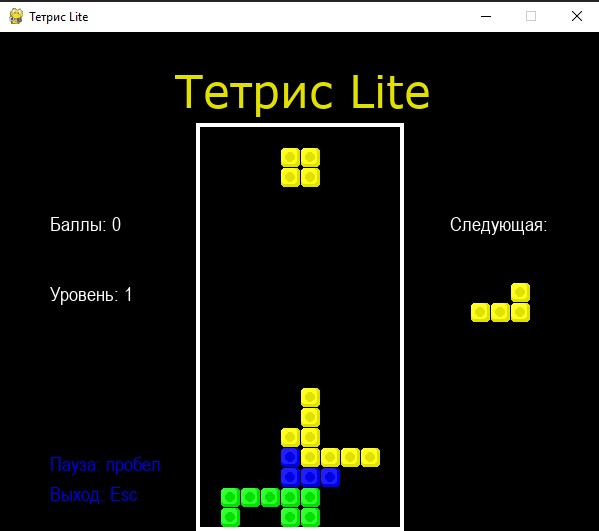 Тетрис Lite
Тетрис Lite
Баллы: 0
Следующая:
Уровень: 1
Пауза: пробел
Выход: Esc